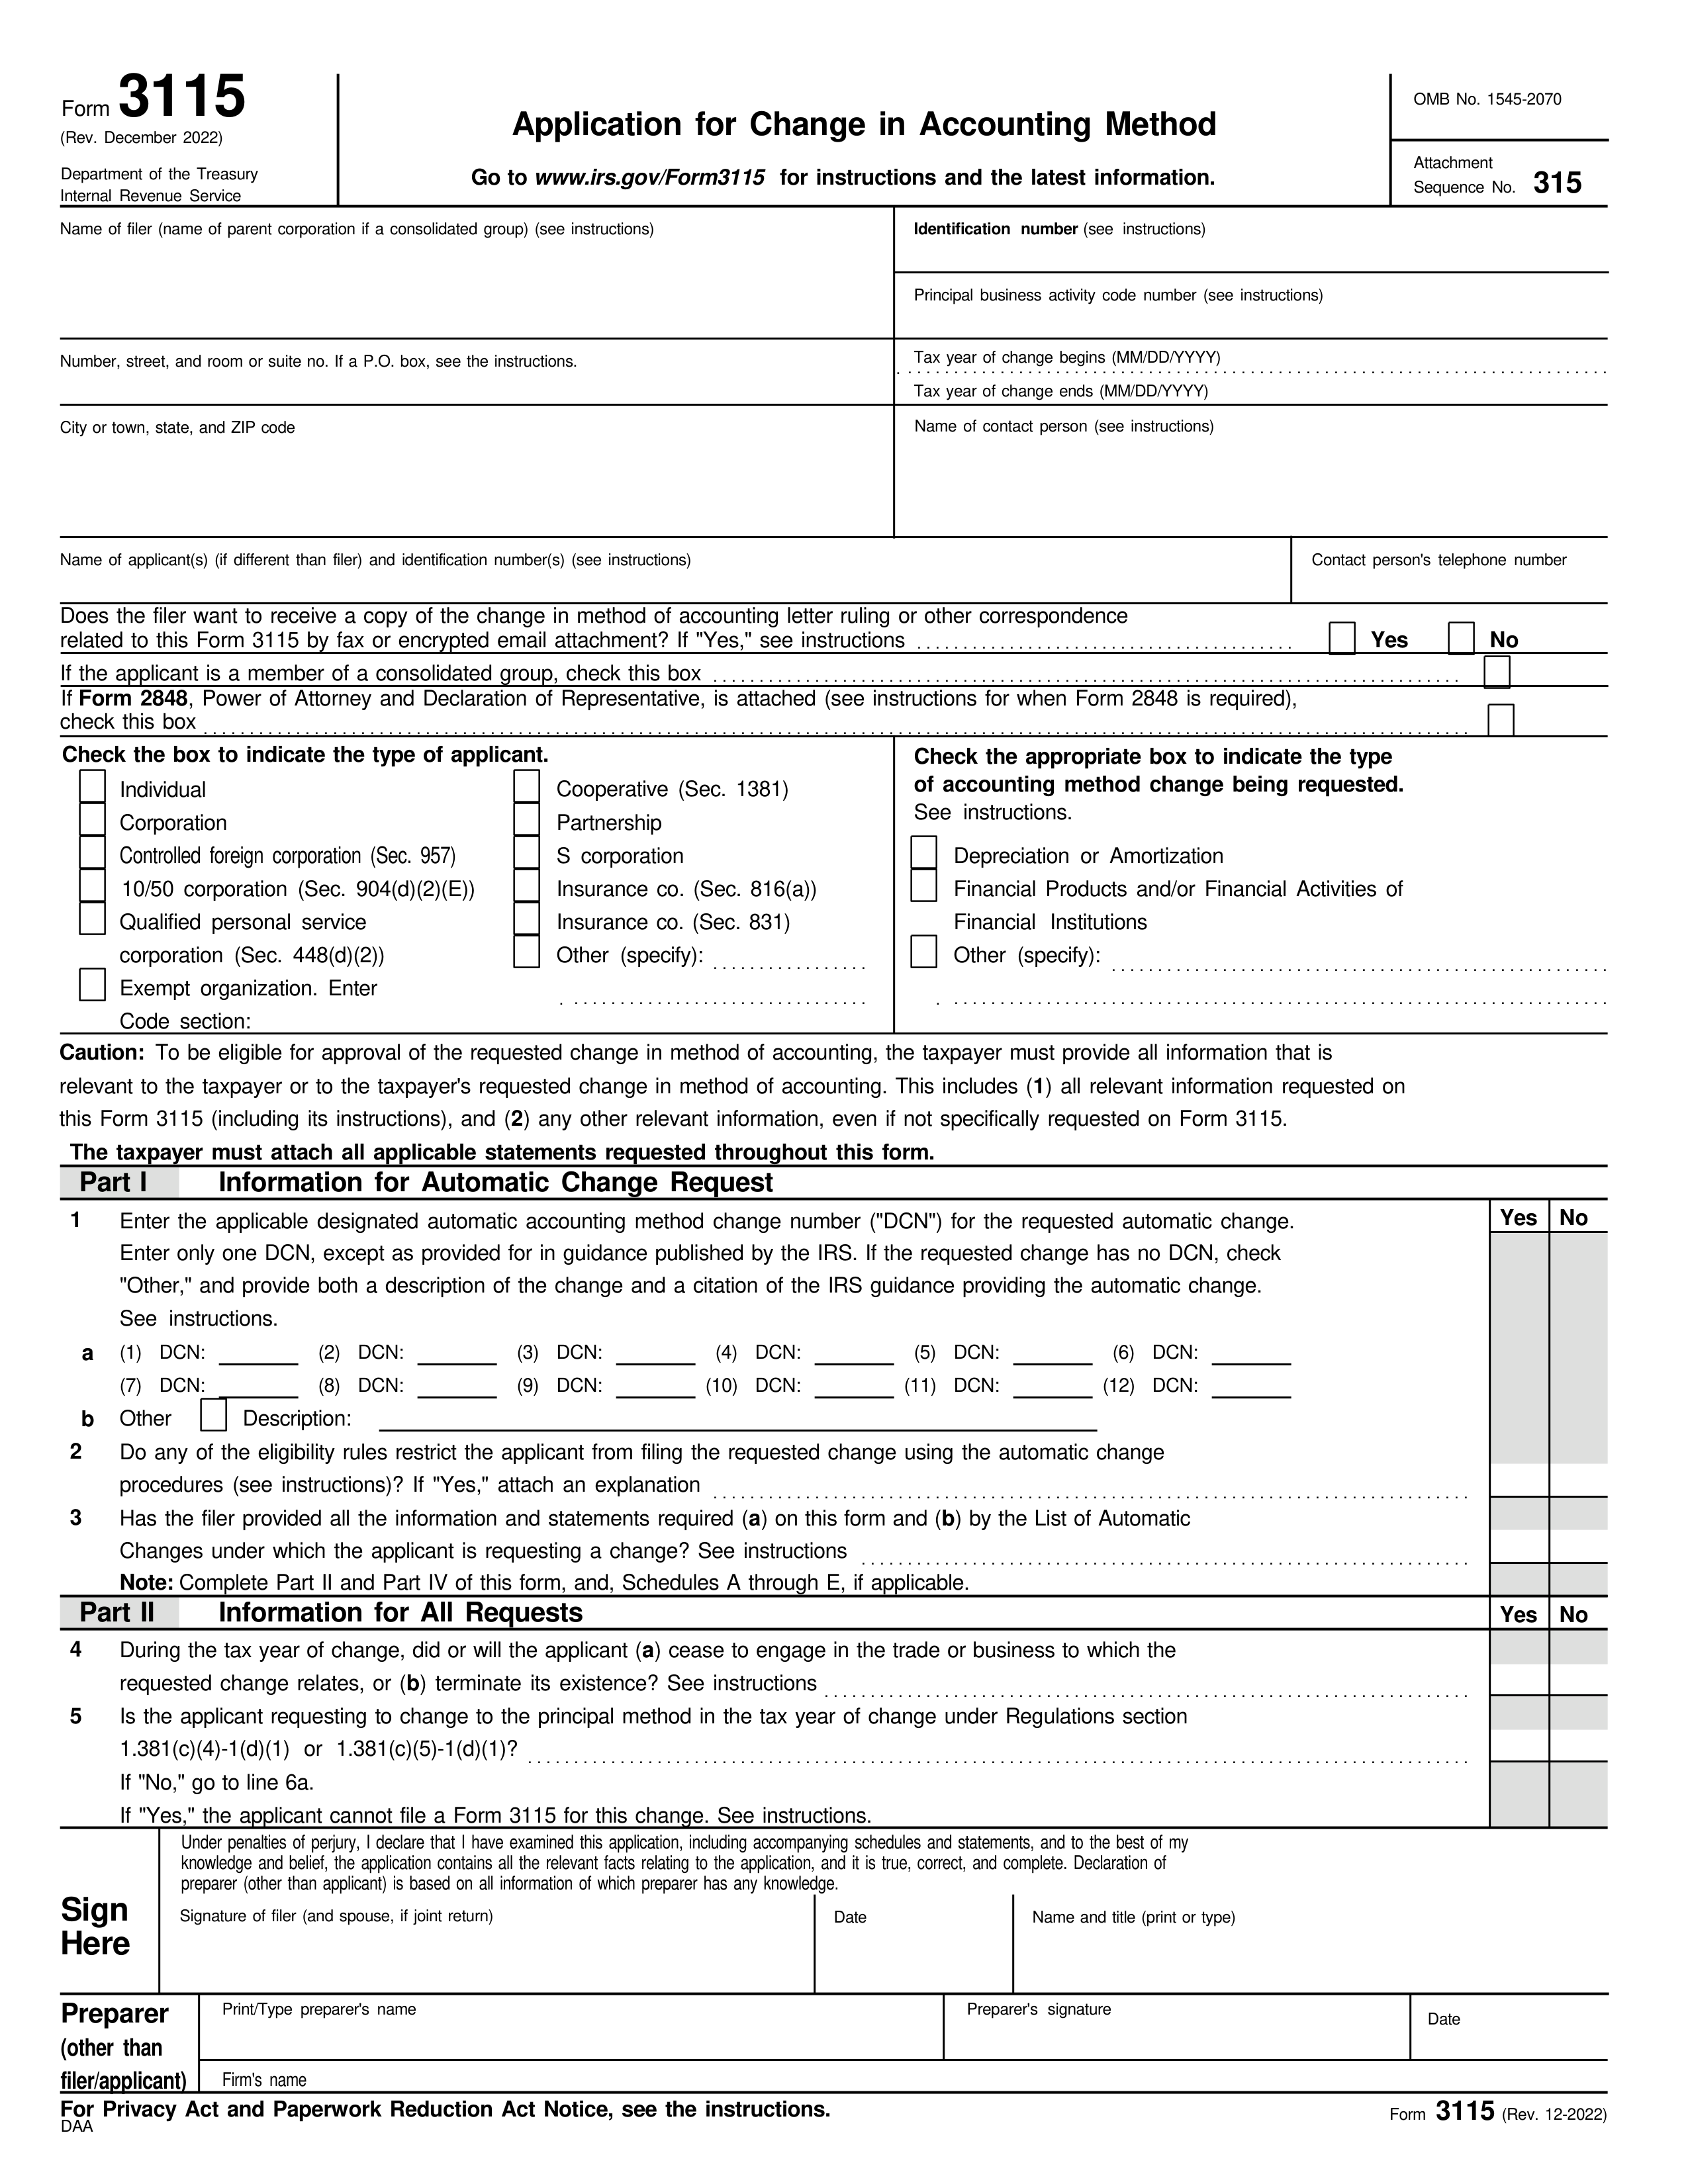 Form 3115
(Rev. December 2022)
Department of the Treasury
Internal Revenue Service
Application for Change in Accounting Method
Go to www.irs.gov/Form3115 for instructions and the latest information.
OMB No. 1545-2070
Attachment
Sequence No. 315
Name of filer (name of parent corporation if a consolidated group) (see instructions)
Identification number (see instructions)
Principal business activity code number (see instructions)
Number, street, and room or suite no. If a P.O. box, see the instructions.
Tax year of change begins (MM/DD/YYYY)
Tax year of change ends (MM/DD/YYYY)
City or town, state, and ZIP code
Name of contact person (see instructions)
Name of applicant(s) (if different than filer) and identification number(s) (see instructions)
Contact person's telephone number
Does the filer want to receive a copy of the change in method of accounting letter ruling or other correspondence
related to this Form 3115 by fax or encrypted email attachment? If "Yes," see instructions Yes No
If the applicant is a member of a consolidated group, check this box
If Form 2848, Power of Attorney and Declaration of Representative, is attached (see instructions for when Form 2848 is required),
check this box
Check the box to indicate the type of applicant.
Individual
Corporation
Controlled foreign corporation (Sec. 957)
10/50 corporation (Sec. 904(d)(2)(E))
Qualified personal service
corporation (Sec. 448(d)(2))
Exempt organization. Enter
Code section:
Cooperative (Sec. 1381)
Partnership
S corporation
Insurance co. (Sec. 816(a))
Insurance co. (Sec. 831)
Other (specify):
Check the appropriate box to indicate the type
of accounting method change being requested.
See instructions.
Depreciation or Amortization
Financial Products and/or Financial Activities of
Financial Institutions
Other (specify):
Caution: To be eligible for approval of the requested change in method of accounting, the taxpayer must provide all information that is
relevant to the taxpayer or to the taxpayer's requested change in method of accounting. This includes (1) all relevant information requested on
this Form 3115 (including its instructions), and (2) any other relevant information, even if not specifically requested on Form 3115.
The taxpayer must attach all applicable statements requested throughout this form.
Part I Information for Automatic Change Request
Yes No
1 Enter the applicable designated automatic accounting method change number ("DCN") for the requested automatic change.
Enter only one DCN, except as provided for in guidance published by the IRS. If the requested change has no DCN, check
"Other," and provide both a description of the change and a citation of the IRS guidance providing the automatic change.
See instructions.
a (1) DCN: (2) DCN: (3) DCN: (4) DCN: (5) DCN: (6) DCN:
(7) DCN: (8) DCN: (9) DCN: (10) DCN: (11) DCN: (12) DCN:
b Other Description:
2 Do any of the eligibility rules restrict the applicant from filing the requested change using the automatic change
procedures (see instructions)? If "Yes," attach an explanation
3 Has the filer provided all the information and statements required (a) on this form and (b) by the List of Automatic
Changes under which the applicant is requesting a change? See instructions
Note: Complete Part II and Part IV of this form, and, Schedules A through E, if applicable.
Part II Information for All Requests Yes No
4 During the tax year of change, did or will the applicant (a) cease to engage in the trade or business to which the
requested change relates, or (b) terminate its existence? See instructions
5 Is the applicant requesting to change to the principal method in the tax year of change under Regulations section
1.381(c)(4)-1(d)(1) or 1.381(c)(5)-1(d)(1)?
If "No," go to line 6a.
If "Yes," the applicant cannot file a Form 3115 for this change. See instructions.
Sign
Here
Under penalties of perjury, I declare that I have examined this application, including accompanying schedules and statements, and to the best of my
knowledge and belief, the application contains all the relevant facts relating to the application, and it is true, correct, and complete. Declaration of
preparer (other than applicant) is based on all information of which preparer has any knowledge.
Signature of filer (and spouse, if joint return)
Date
Name and title (print or type)
Preparer
(other than
filer/applicant)
Print/Type preparer's name
Preparer's signature
Date
Firm's name
For Privacy Act and Paperwork Reduction Act Notice, see the instructions.
DAA
Form 3115 (Rev. 12-2022)